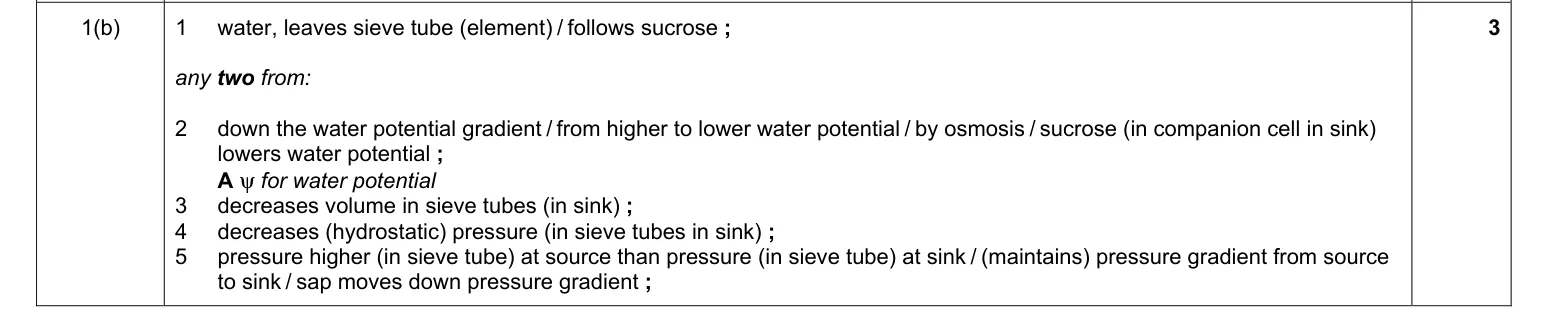 1(b)
1 water, leaves sieve tube (element) / follows sucrose ;
3
any two from:
2 down the water potential gradient / from higher to lower water potential / by osmosis / sucrose (in companion cell in sink)
lowers water potential ;
A ψ for water potential
3 decreases volume in sieve tubes (in sink) ;
4 decreases (hydrostatic) pressure (in sieve tubes in sink) ;
5 pressure higher (in sieve tube) at source than pressure (in sieve tube) at sink / (maintains) pressure gradient from source
to sink / sap moves down pressure gradient ;